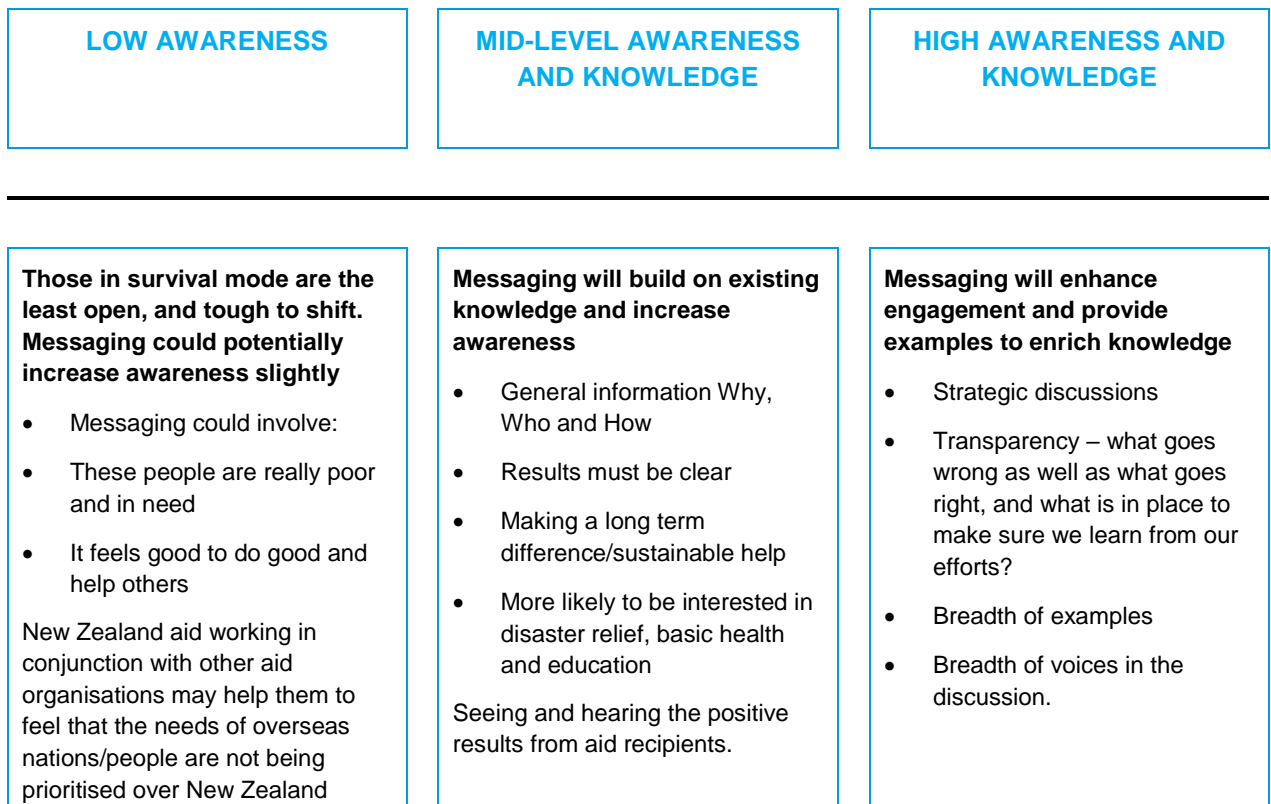 LOW AWARENESS
MID-LEVEL AWARENESS
AND KNOWLEDGE
HIGH AWARENESS AND
KNOWLEDGE
Those in survival mode are the
least open, and tough to shift.
Messaging could potentially
increase awareness slightly
• Messaging could involve:
• These people are really poor
and in need
• It feels good to do good and
help others
New Zealand aid working in
conjunction with other aid
organisations may help them to
feel that the needs of overseas
nations/people are not being
prioritised over New Zealand
Messaging will build on existing
knowledge and increase
awareness
• General information Why,
Who and How
• Results must be clear
• Making a long term
difference/sustainable help
• More likely to be interested in
disaster relief, basic health
and education
Seeing and hearing the positive
results from aid recipients.
Messaging will enhance
engagement and provide
examples to enrich knowledge
• Strategic discussions
• Transparency – what goes
wrong as well as what goes
right, and what is in place to
make sure we learn from our
efforts?
• Breadth of examples
• Breadth of voices in the
discussion.